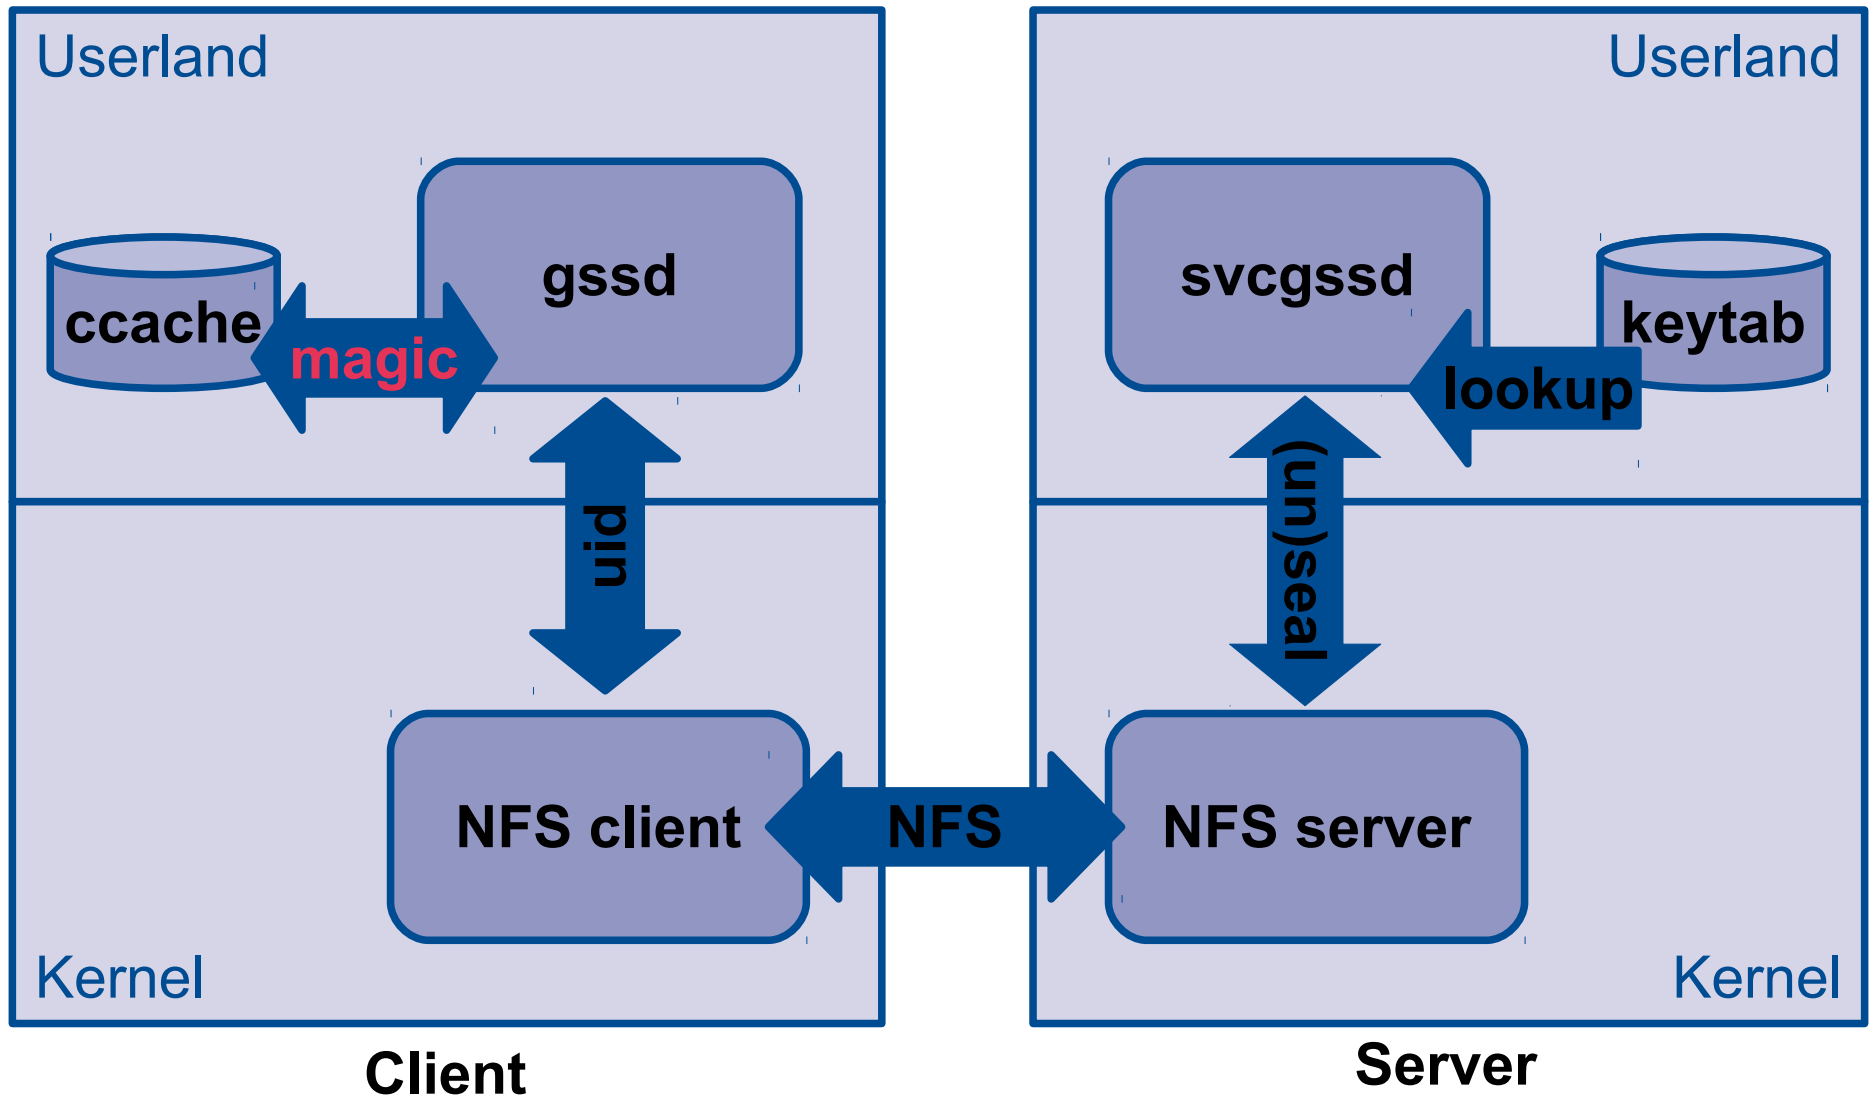 Userland
Userland
gssd
svcgssd
ccache
keytab
magic
lookup
uid
(un)seal
NFS client
NFS
NFS server
Kernel
Kernel
Client
Server